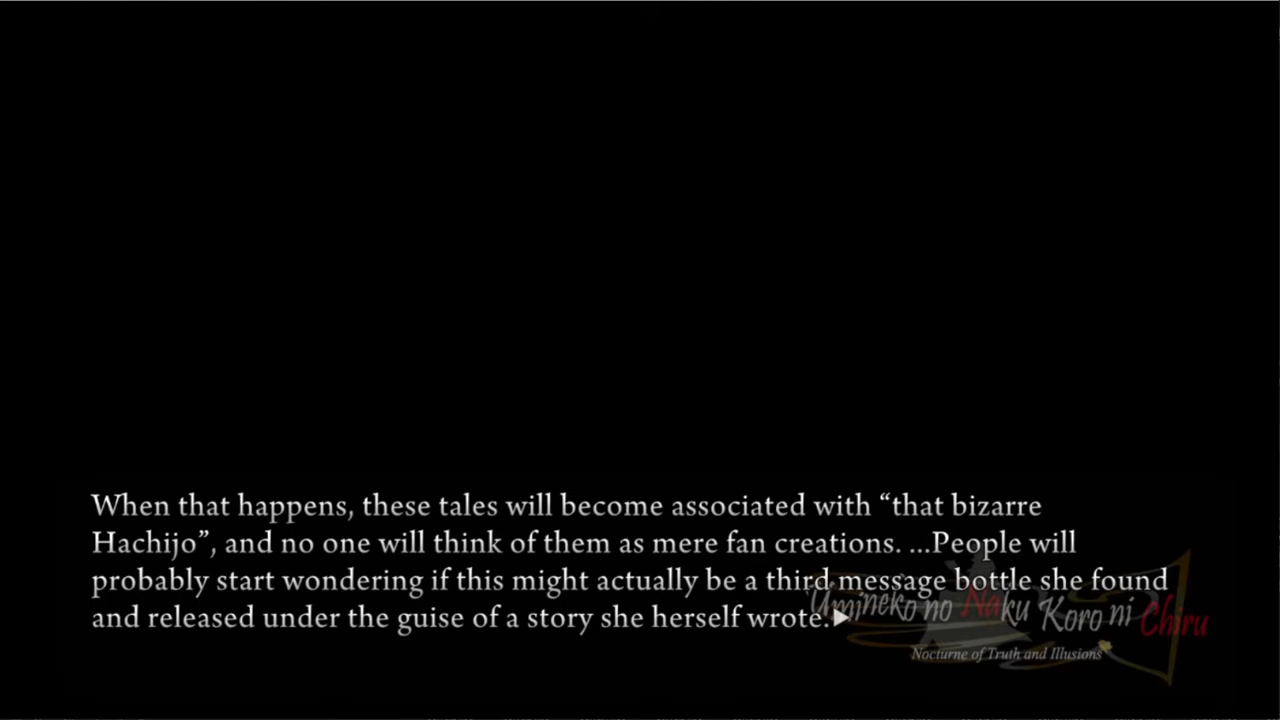 When that happens, these tales will become associated with “that bizarre
Hachijo”, and no one will think of them as mere fan creations. ...People will
probably start wondering if this might actually be a third message bottle she found
and released under the guise of a story she herself wrote.
Umineko no Naku Koro ni Chiru
Nocturne of Truth and Illusions